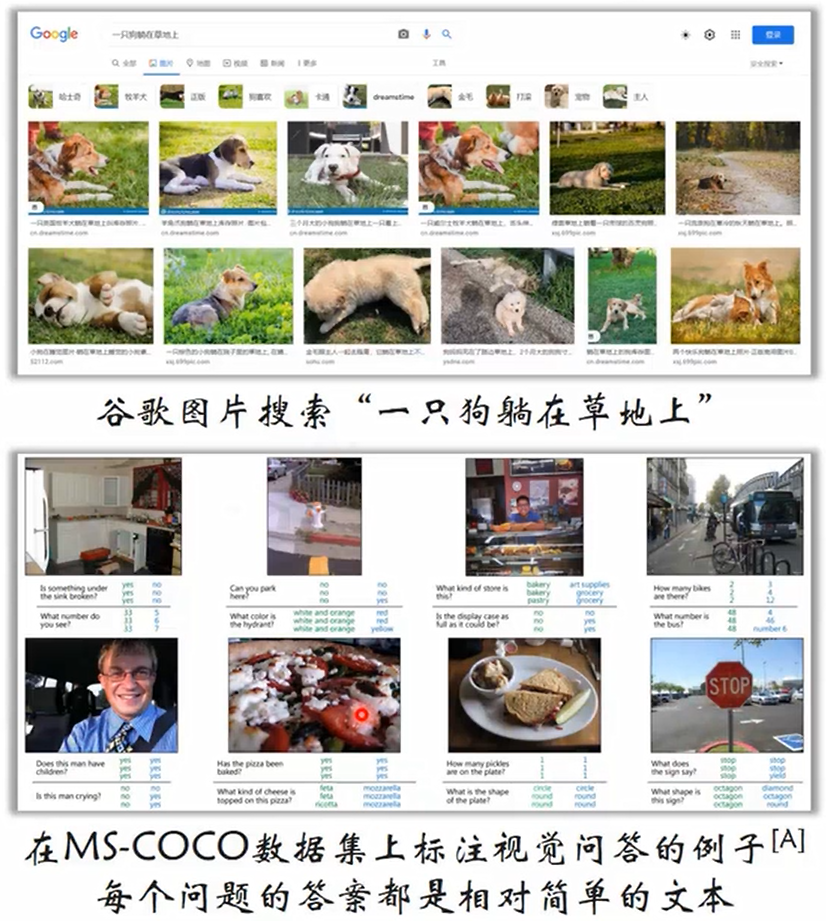 Google
一只狗躺在草地上
登录
全部 图片 地图 视频 新闻 更多 工具 安全搜索
哈士奇 牧羊犬 正版 狗喜欢 卡通 dreamstime 金毛 打滚 宠物 主人
cn.dreamstime.com
cn.dreamstime.com
cn.dreamstime.com
cn.dreamstime.com
xsj.699pic.com
xsj.699pic.com
52112.com
xsj.699pic.com
sohu.com
cn.dreamstime.com
xsj.699pic.com
谷歌图片搜索“一只狗躺在草地上”
Is something under the sink broken?
yes no
yes no
yes no
What number do you see?
33 5
33 6
33 7
Can you park here?
no no
no no
no yes
What color is the hydrant?
white and orange red
white and orange red
white and orange yellow
What kind of store is this?
bakery art supplies
bakery grocery
pastry grocery
Is the display case as full as it could be?
no no
no yes
no yes
How many bikes are there?
2 3
2 4
2 12
What number is the bus?
48 4
48 46
48 number 6
STOP
Does this man have children?
yes yes
yes yes
yes yes
Is this man crying?
no no
no yes
no yes
Has the pizza been baked?
yes yes
yes yes
yes yes
What kind of cheese is topped on this pizza?
feta mozzarella
feta mozzarella
ricotta mozzarella
How many pickles are on the plate?
1 1
1 1
1 1
What is the shape of the plate?
circle circle
round round
round round
What does the sign say?
stop stop
stop stop
stop yield
What shape is this sign?
octagon diamond
octagon octagon
octagon round
在MS-COCO数据集上标注视觉问答的例子[A]
每个问题的答案都是相对简单的文本